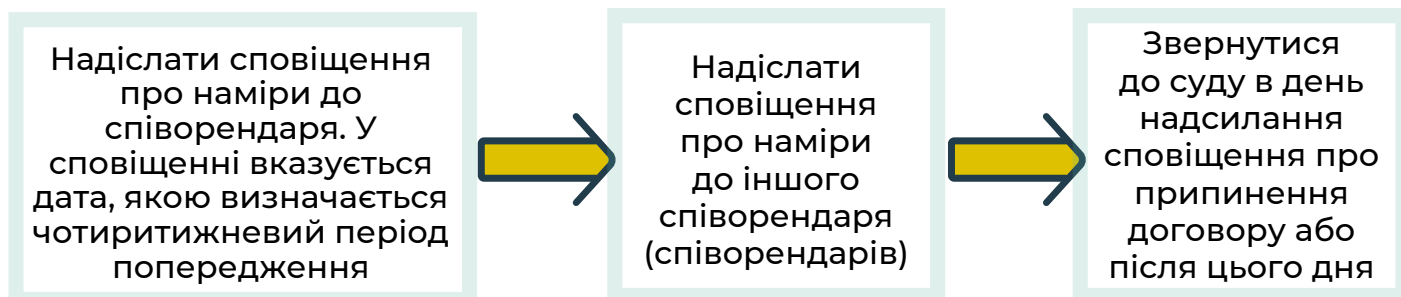 Надіслати сповіщення
про наміри до
співорендаря. У
сповіщенні вказується
дата, якою визначається
чотиритижневий період
попередження
Надіслати
сповіщення
про наміри
до іншого
співорендаря
(співорендарів)
Звернутися
до суду в день
надсилання
сповіщення про
припинення
договору або
після цього дня